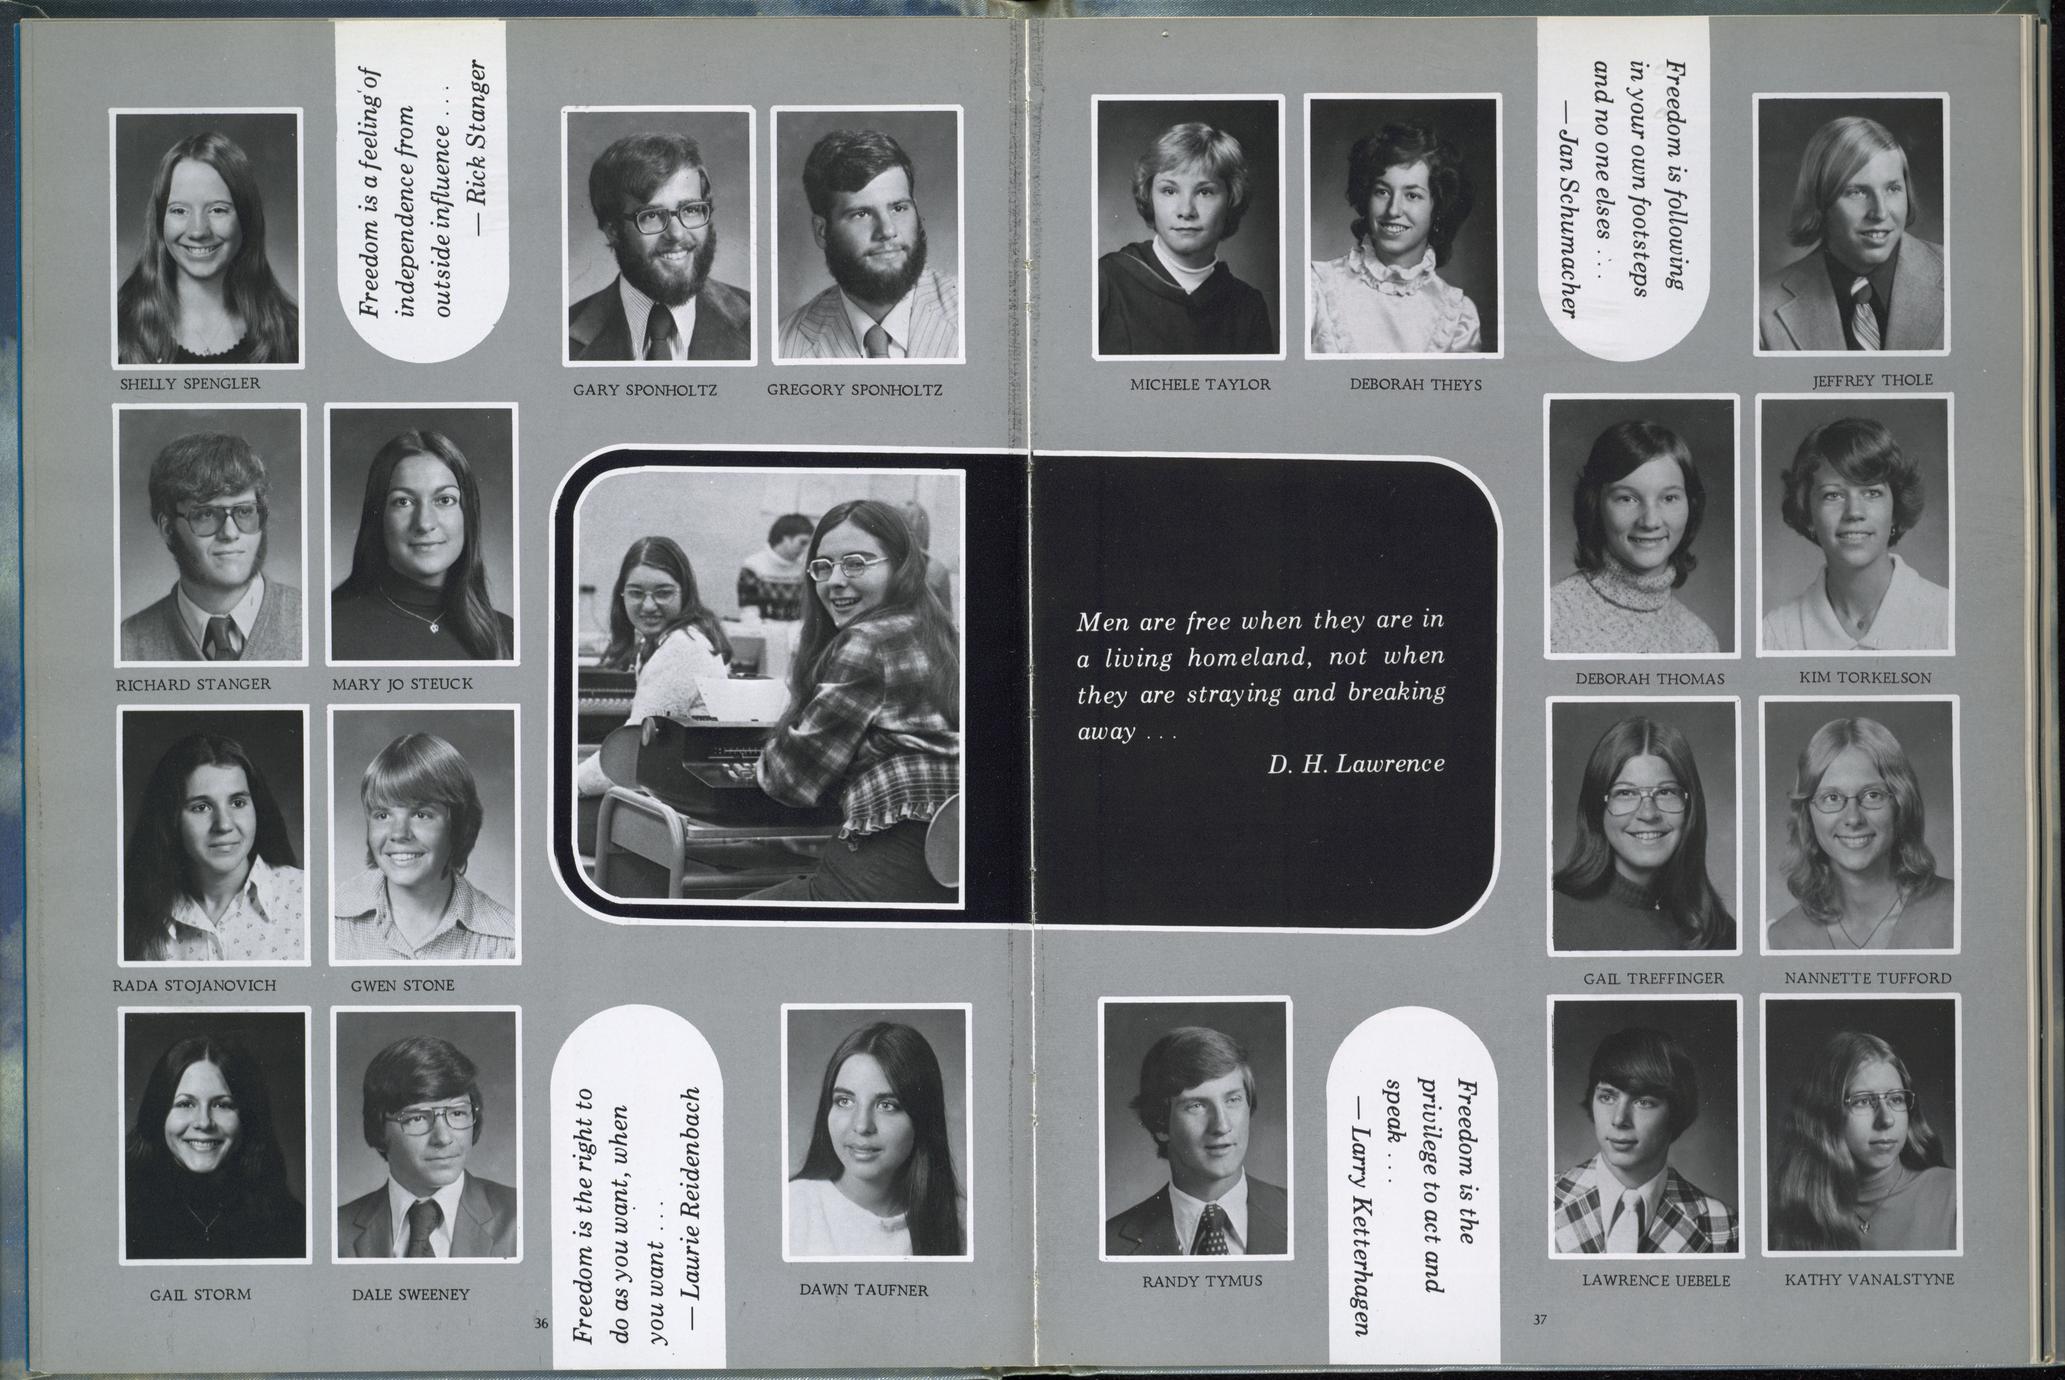 Freedom is a feeling of
independence from
outside influence . . .
— Rick Stanger
SHELLY SPENGLER
GARY SPONHOLTZ
GREGORY SPONHOLTZ
RICHARD STANGER
MARY JO STEUCK
RADA STOJANOVICH
GWEN STONE
GAIL STORM
DALE SWEENEY
Freedom is the right to
do as you want, when
you want . . .
— Laurie Reidenbach
DAWN TAUFNER
36
MICHELE TAYLOR
DEBORAH THEYS
Freedom is following
in your own footsteps
and no one elses . . .
— Jan Schumacher
JEFFREY THOLE
Men are free when they are in
a living homeland, not when
they are straying and breaking
away . . .
D. H. Lawrence
DEBORAH THOMAS
KIM TORKELSON
GAIL TREFFINGER
NANNETTE TUFFORD
RANDY TYMUS
Freedom is the
privilege to act and
speak . . .
— Larry Ketterhagen
LAWRENCE UEBELE
KATHY VANALSTYNE
37